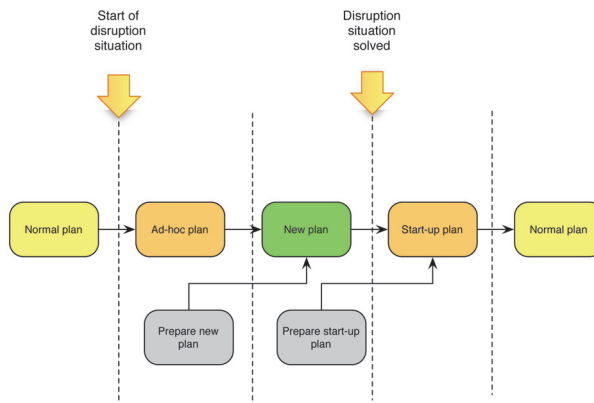 Start of
disruption
situation
Disruption
situation
solved
Normal plan
Ad-hoc plan
New plan
Start-up plan
Normal plan
Prepare new
plan
Prepare start-up
plan